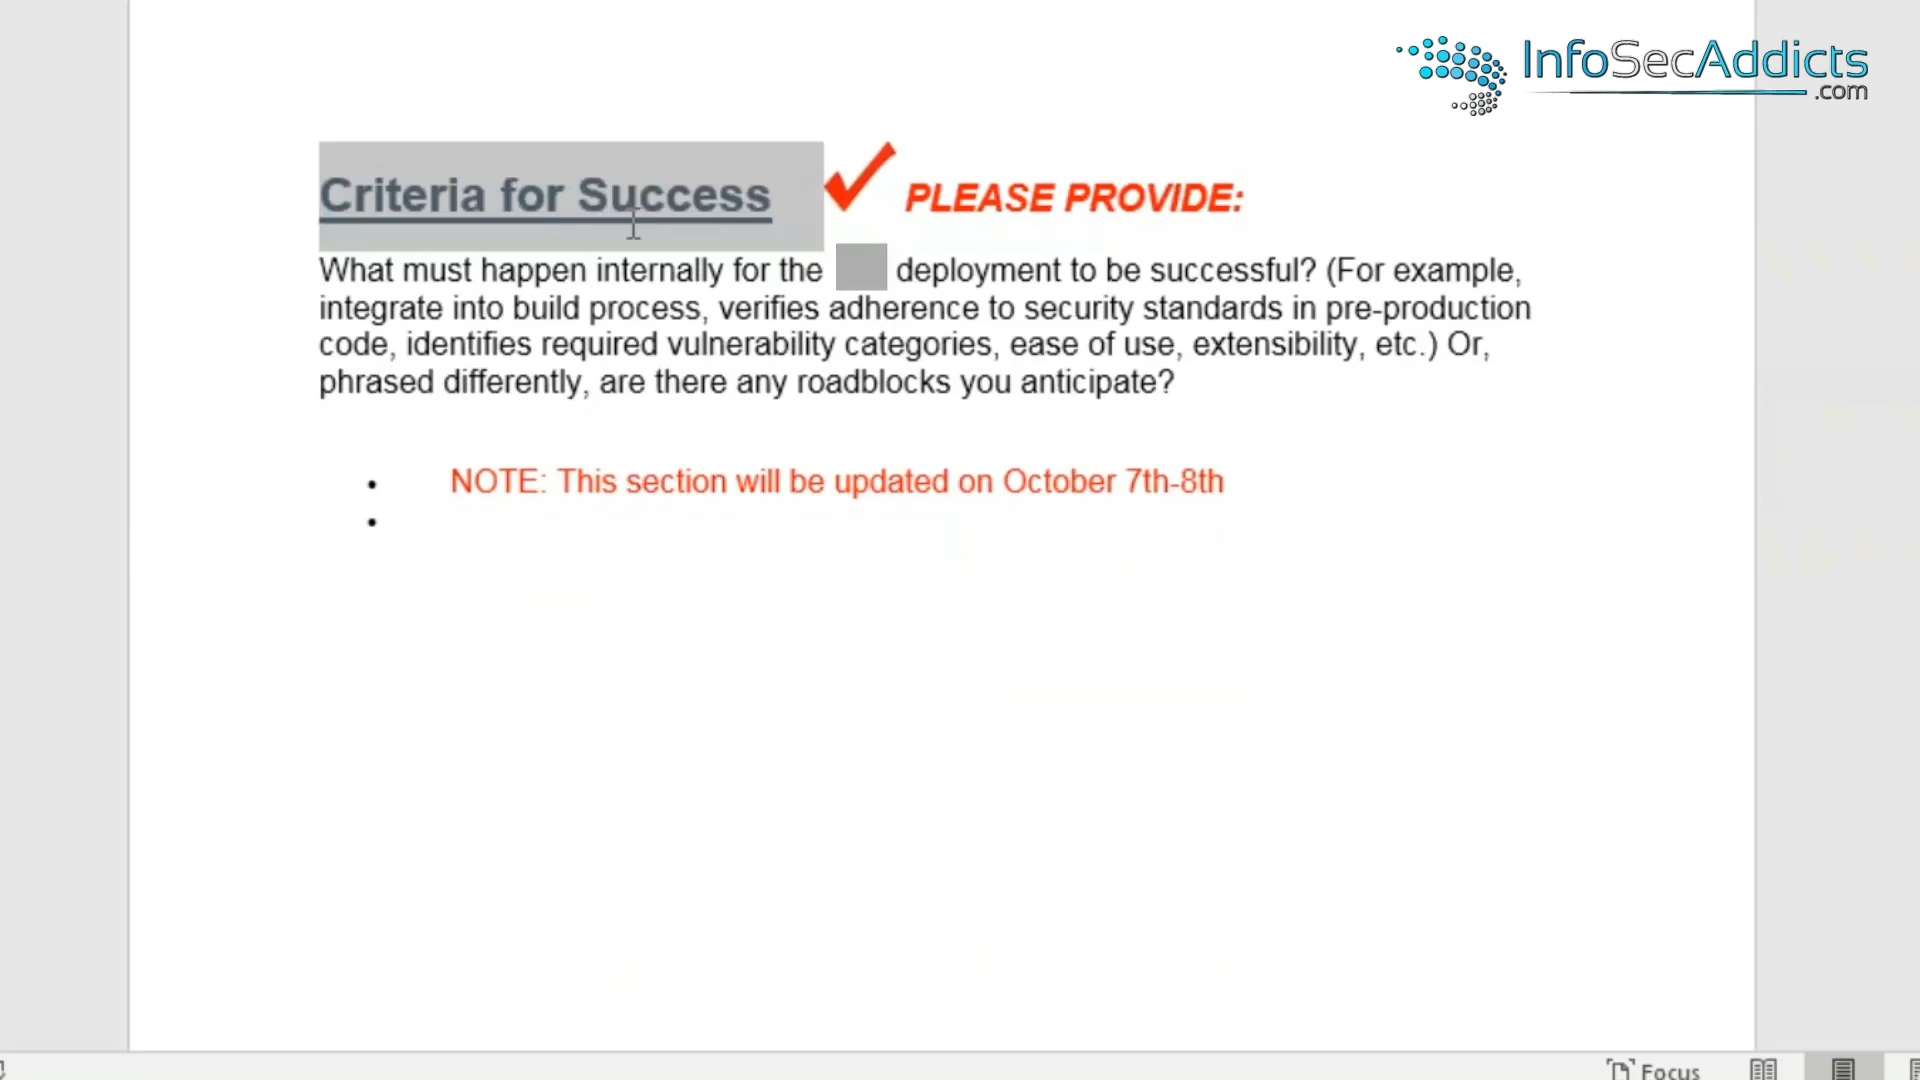 InfoSecAddicts
.com
Criteria for Success PLEASE PROVIDE:
What must happen internally for the deployment to be successful? (For example,
integrate into build process, verifies adherence to security standards in pre-production
code, identifies required vulnerability categories, ease of use, extensibility, etc.) Or,
phrased differently, are there any roadblocks you anticipate?
• NOTE: This section will be updated on October 7th-8th
•
Focus